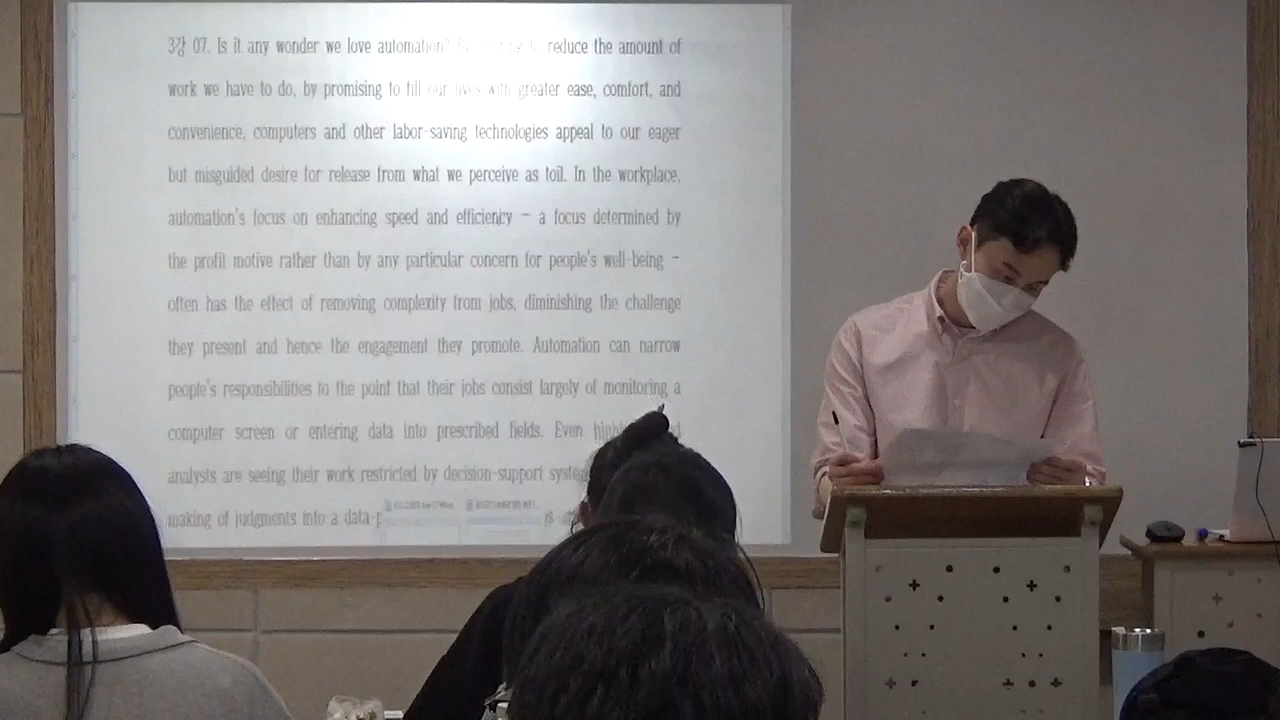 3강 07. Is it any wonder we love automation? reduce the amount of
work we have to do, by promising to fill our lives with greater ease, comfort, and
convenience, computers and other labor-saving technologies appeal to our eager
but misguided desire for release from what we perceive as toil. In the workplace,
automation's focus on enhancing speed and efficiency - a focus determined by
the profit motive rather than by any particular concern for people's well-being -
often has the effect of removing complexity from jobs, diminishing the challenge
they present and hence the engagement they promote. Automation can narrow
people's responsibilities to the point that their jobs consist largely of monitoring a
computer screen or entering data into prescribed fields. Even
analysts are seeing their work restricted by decision-support
making of judgments into a data-